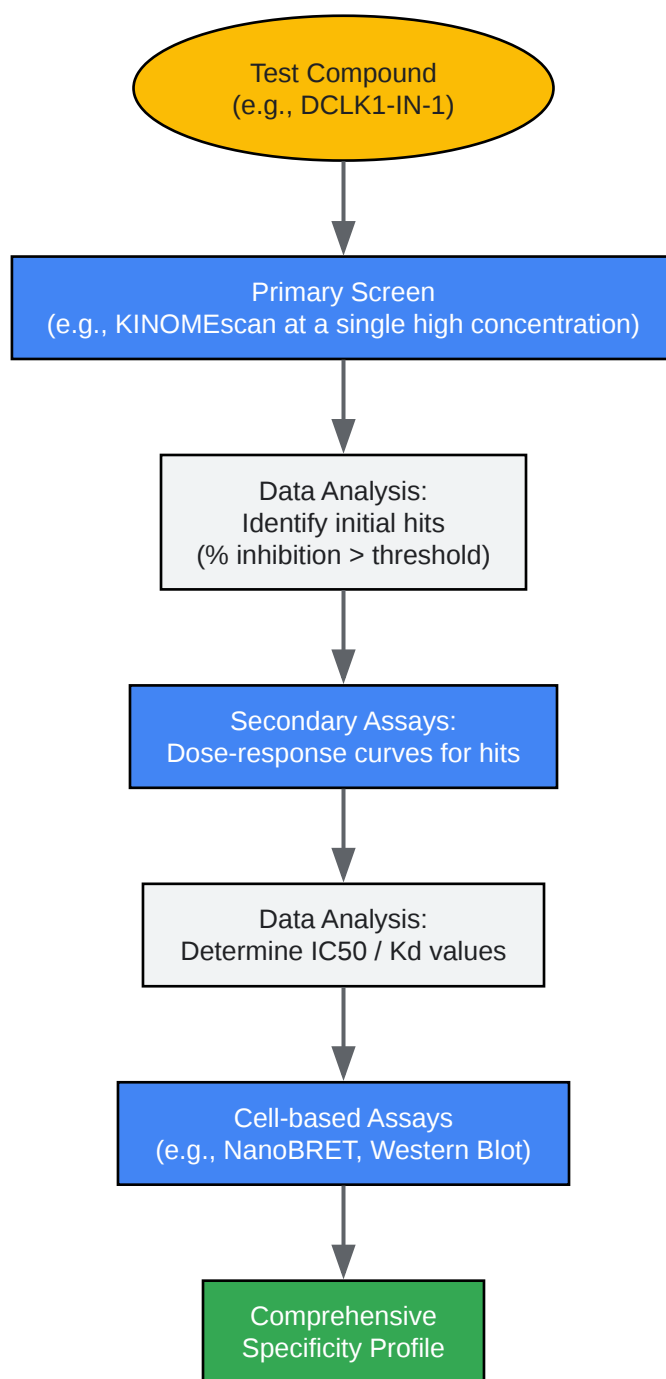 Test Compound
(e.g., DCLK1-IN-1)
Primary Screen
(e.g., KINOMEscan at a single high concentration)
Data Analysis:
Identify initial hits
(% inhibition > threshold)
Secondary Assays:
Dose-response curves for hits
Data Analysis:
Determine IC50 / Kd values
Cell-based Assays
(e.g., NanoBRET, Western Blot)
Comprehensive
Specificity Profile